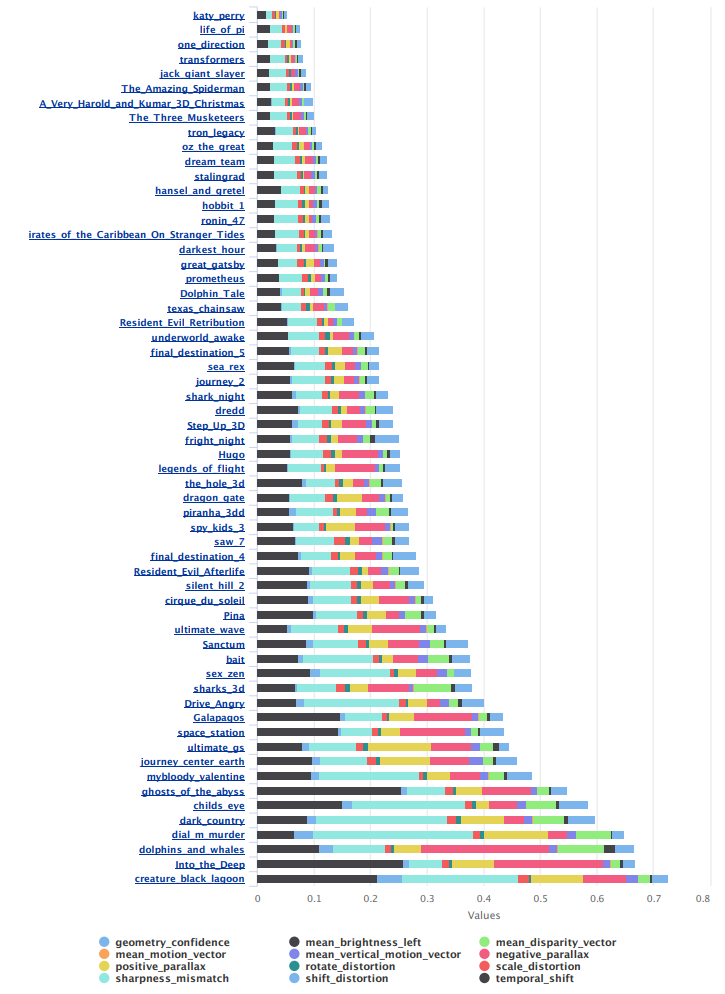 katy_perry
life_of_pi
one_direction
transformers
jack_giant_slayer
The_Amazing_Spiderman
A_Very_Harold_and_Kumar_3D_Christmas
The_Three_Musketeers
tron_legacy
oz_the_great
dream_team
stalingrad
hansel_and_gretel
hobbit_1
ronin_47
irates_of_the_Caribbean_On_Stranger_Tides
darkest_hour
great_gatsby
prometheus
Dolphin_Tale
texas_chainsaw
Resident_Evil_Retribution
underworld_awake
final_destination_5
sea_rex
journey_2
shark_night
dredd
Step_Up_3D
fright_night
Hugo
legends_of_flight
the_hole_3d
dragon_gate
piranha_3dd
spy_kids_3
saw_7
final_destination_4
Resident_Evil_Afterlife
silent_hill_2
cirque_du_soleil
Pina
ultimate_wave
Sanctum
bait
sex_zen
sharks_3d
Drive_Angry
Galapagos
space_station
ultimate_gs
journey_center_earth
mybloody_valentine
ghosts_of_the_abyss
childs_eye
dark_country
dial_m_murder
dolphins_and_whales
Into_the_Deep
creature_black_lagoon
0 0.1 0.2 0.3 0.4 0.5 0.6 0.7 0.8
Values
geometry_confidence mean_brightness_left mean_disparity_vector
mean_motion_vector mean_vertical_motion_vector negative_parallax
positive_parallax rotate_distortion scale_distortion
sharpness_mismatch shift_distortion temporal_shift